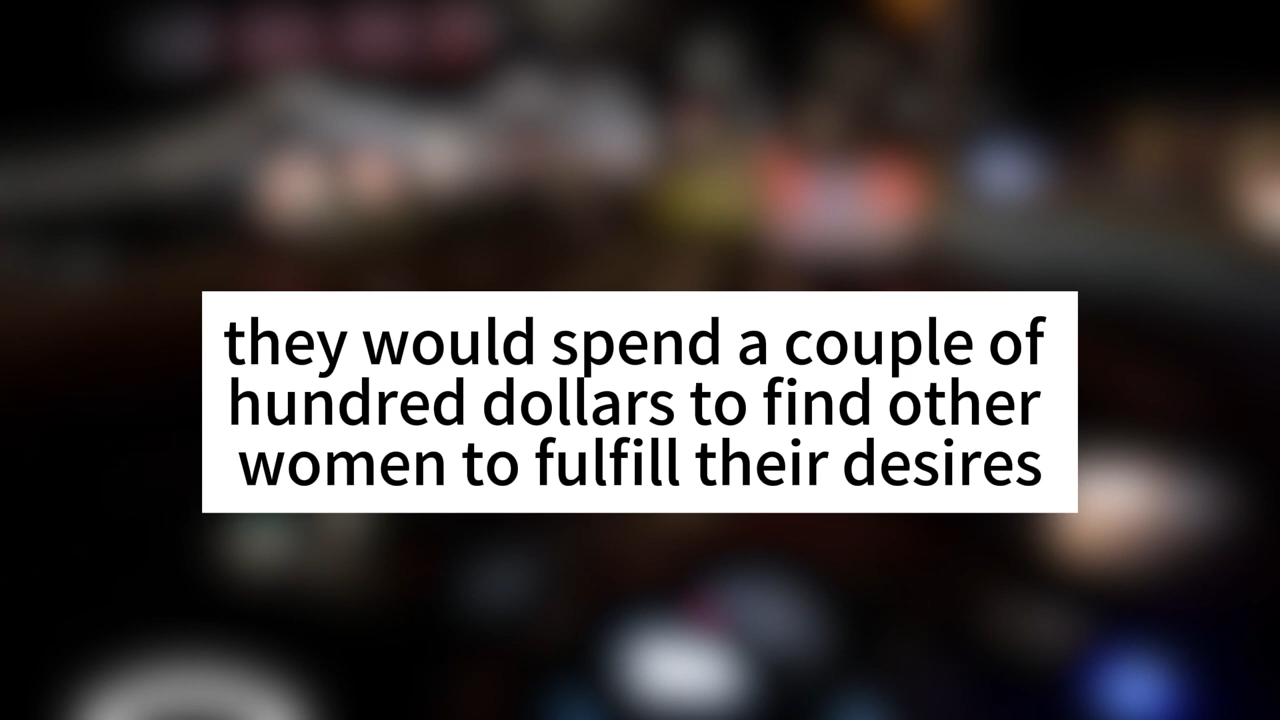 they would spend a couple of
hundred dollars to find other
women to fulfill their desires